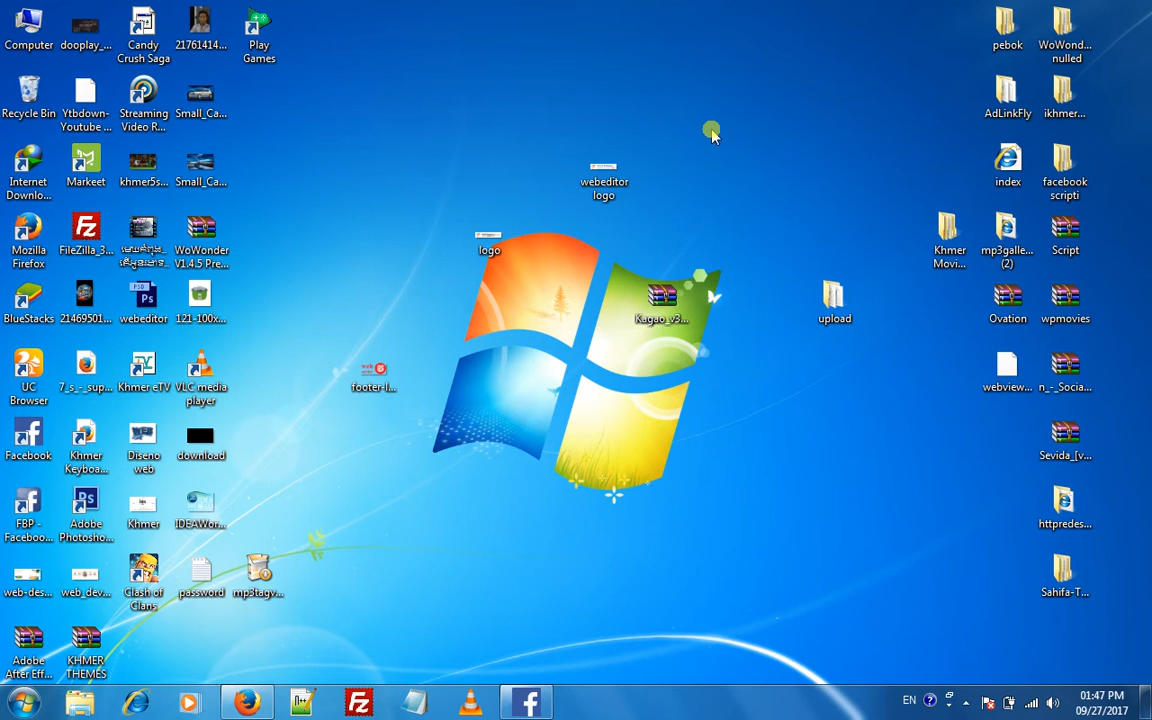 Computer
dooplay_...
Candy
Crush Saga
21761414...
Play
Games
pebok
WoWond...
nulled
Recycle Bin
Ytbdown-
Youtube ...
Streaming
Video R...
Small_Ca...
AdLinkFly
ikhmer...
Internet
Downlo...
Markeet
khmer5s...
Small_Ca...
webeditor
logo
index
facebook
scripti
Mozilla
Firefox
FileZilla_3...
WoWonder
V1.4.5 Pre...
logo
Khmer
Movi...
mp3galle...
(2)
Script
BlueStacks
21469501...
webeditor
121-100x...
Kagao_v3...
upload
Ovation
wpmovies
UC
Browser
7_s_-_sup...
Khmer eTV
VLC media
player
footer-l...
webview...
n_-_Socia...
Facebook
Khmer
Keyboa...
Diseno
web
download
Sevida_[v...
FBP -
Faceboo...
Adobe
Photosho...
Khmer
IDEAWor...
httpredes...
web-des...
web_dev...
Clash of
Clans
password
mp3tagv...
Sahifa-T...
Adobe
After Eff...
KHMER
THEMES
EN
01:47 PM
09/27/2017